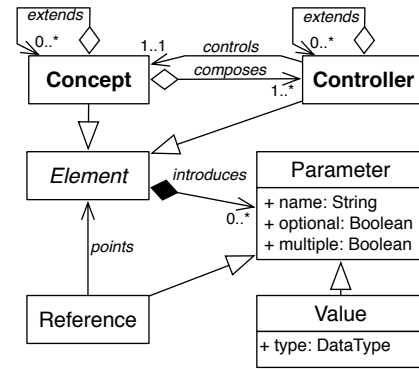 extends
extends
0..*
1..1
controls
0..*
Concept
composes
Controller
1..*
Element
introduces
Parameter
+ name: String
0..*
+ optional: Boolean
+ multiple: Boolean
points
Reference
Value
+ type: DataType